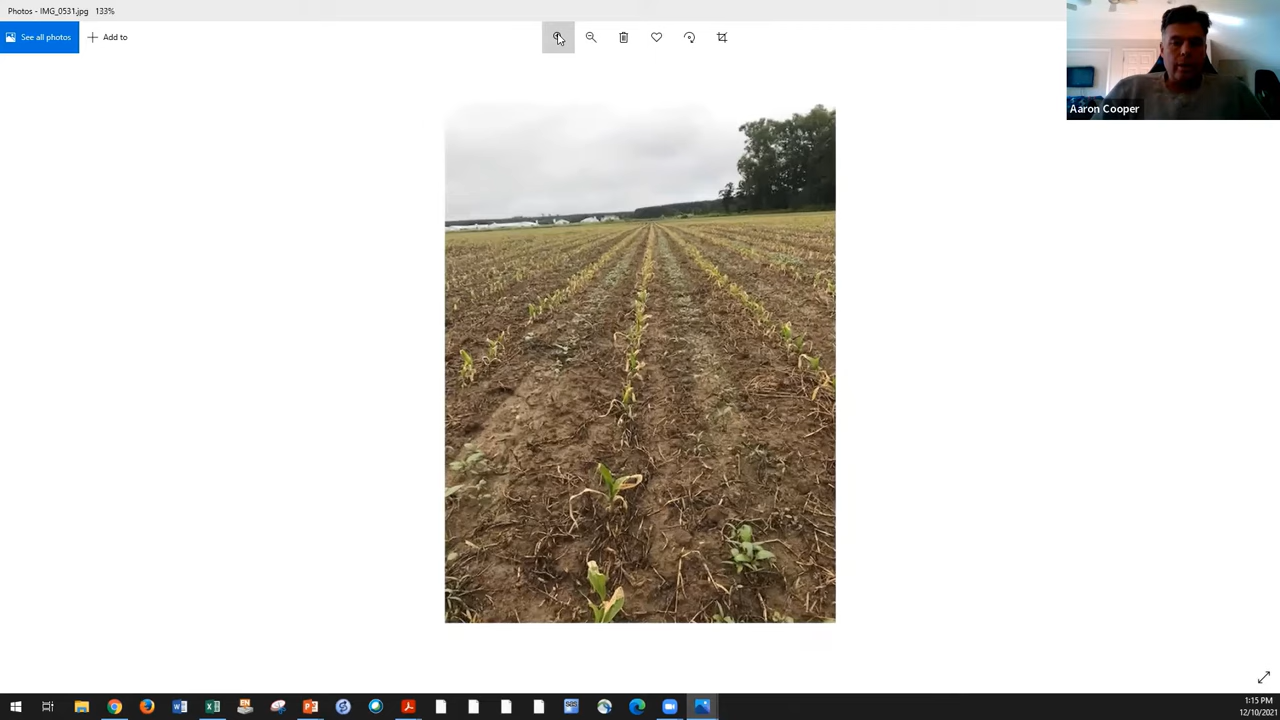 Photos - IMG_0531.jpg 133%
See all photos
Add to
Aaron Cooper
1:15 PM
12/10/2021